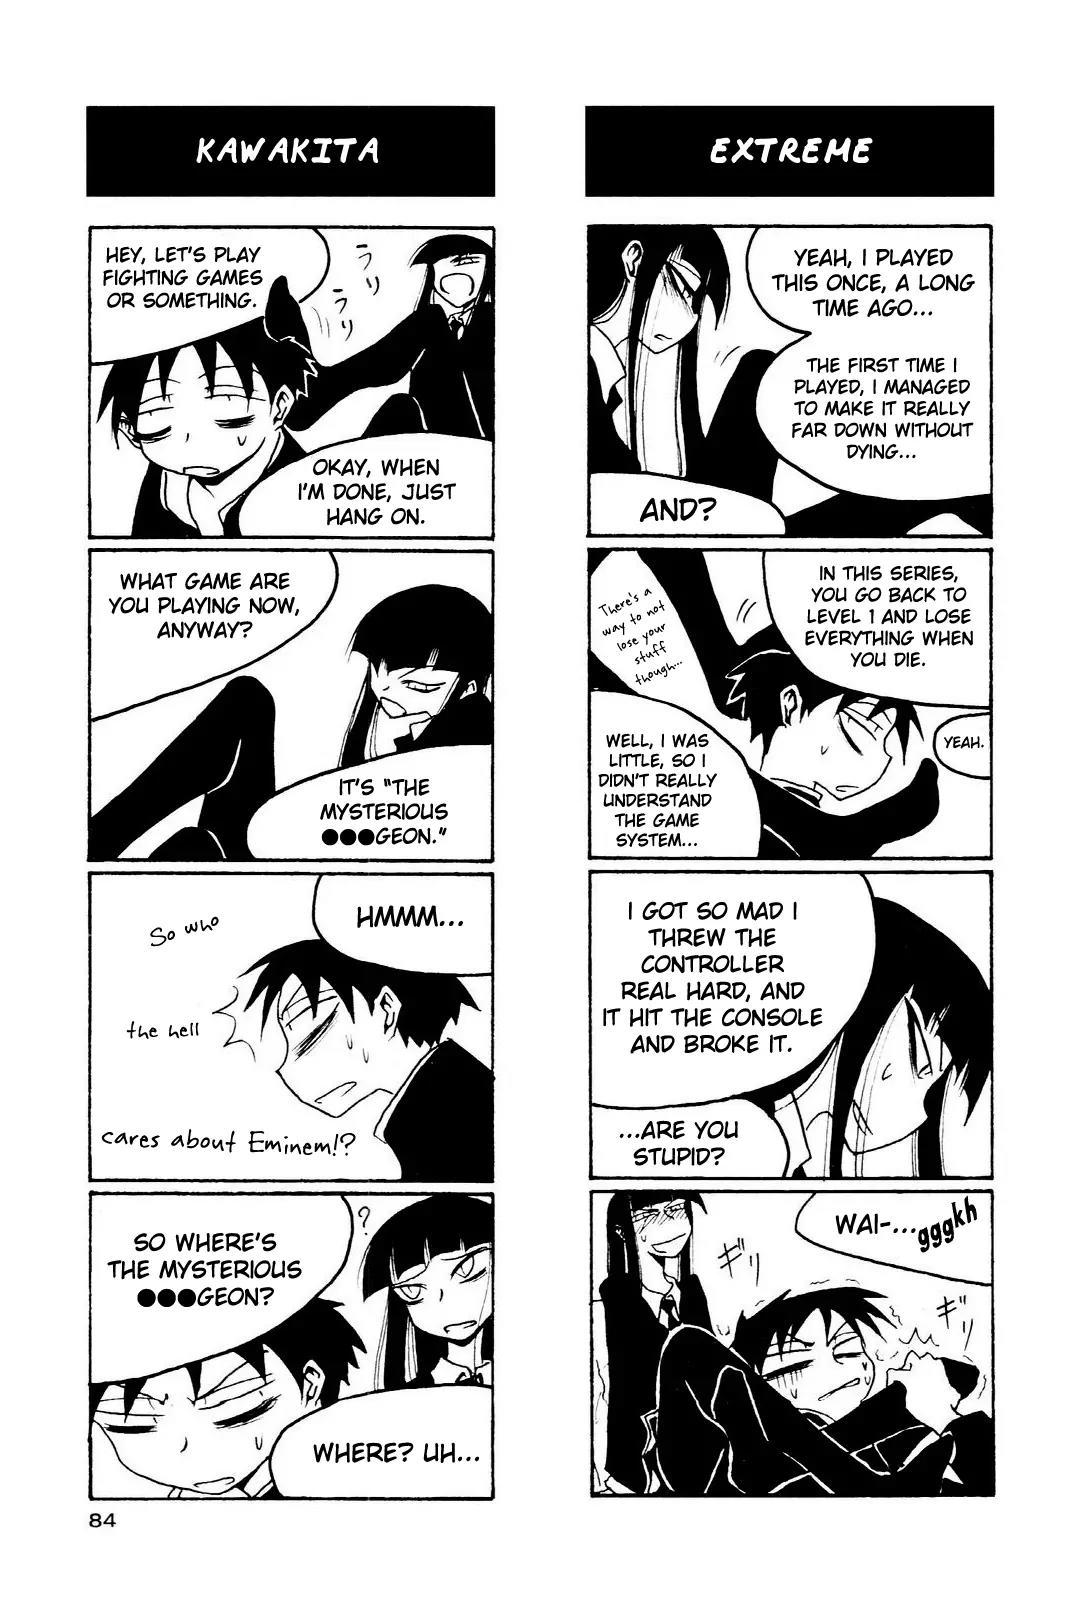 EXTREME
YEAH, I PLAYED
THIS ONCE, A LONG
TIME AGO...
THE FIRST TIME I
PLAYED, I MANAGED
TO MAKE IT REALLY
FAR DOWN WITHOUT
DYING...
AND?
IN THIS SERIES,
YOU GO BACK TO
LEVEL 1 AND LOSE
EVERYTHING WHEN
YOU DIE.
There's a
way to not
lose your
stuff
though...
YEAH.
WELL, I WAS
LITTLE, SO I
DIDN'T REALLY
UNDERSTAND
THE GAME
SYSTEM...
I GOT SO MAD I
THREW THE
CONTROLLER
REAL HARD, AND
IT HIT THE CONSOLE
AND BROKE IT.
...ARE YOU
STUPID?
WAI-...gggkh
ギリ
ギリ
KAWAKITA
HEY, LET'S PLAY
FIGHTING GAMES
OR SOMETHING.
うり
うり
OKAY, WHEN
I'M DONE, JUST
HANG ON.
WHAT GAME ARE
YOU PLAYING NOW,
ANYWAY?
IT'S "THE
MYSTERIOUS
●●●GEON."
HMMM...
So who
the hell
cares about Eminem!?
SO WHERE'S
THE MYSTERIOUS
●●●GEON?
?
WHERE? UH...
84